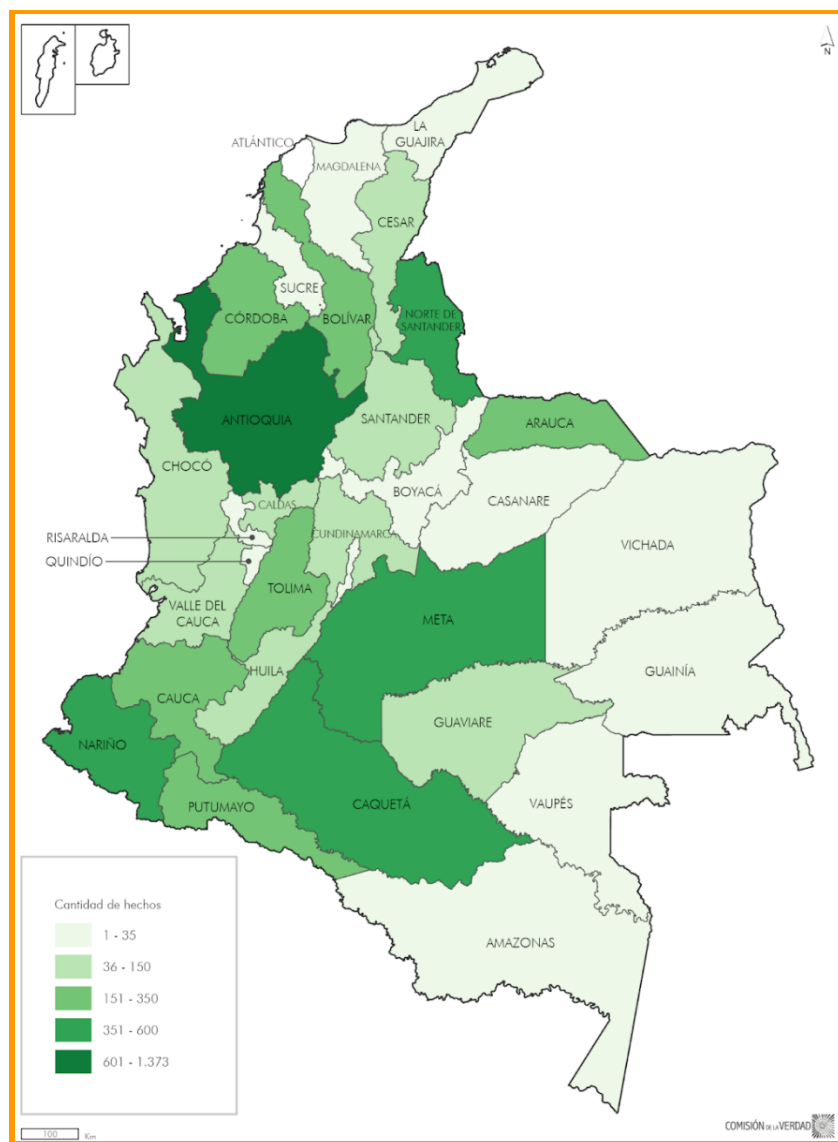 N
LA
GUAJIRA
ATLÁNTICO
MAGDALENA
CESAR
SUCRE
CÓRDOBA
BOLÍVAR
NORTE DE
SANTANDER
ANTIOQUIA
SANTANDER
ARAUCA
CHOCÓ
BOYACÁ
CASANARE
CALDAS
RISARALDA
CUNDINAMARCA
VICHADA
QUINDÍO
TOLIMA
VALLE DEL
CAUCA
META
HUILA
GUAINÍA
CAUCA
GUAVIARE
NARIÑO
PUTUMAYO
CAQUETÁ
VAUPÉS
AMAZONAS
Cantidad de hechos
1 - 35
36 - 150
151 - 350
351 - 600
601 - 1.373
100 Km
COMISIÓN DE LA VERDAD